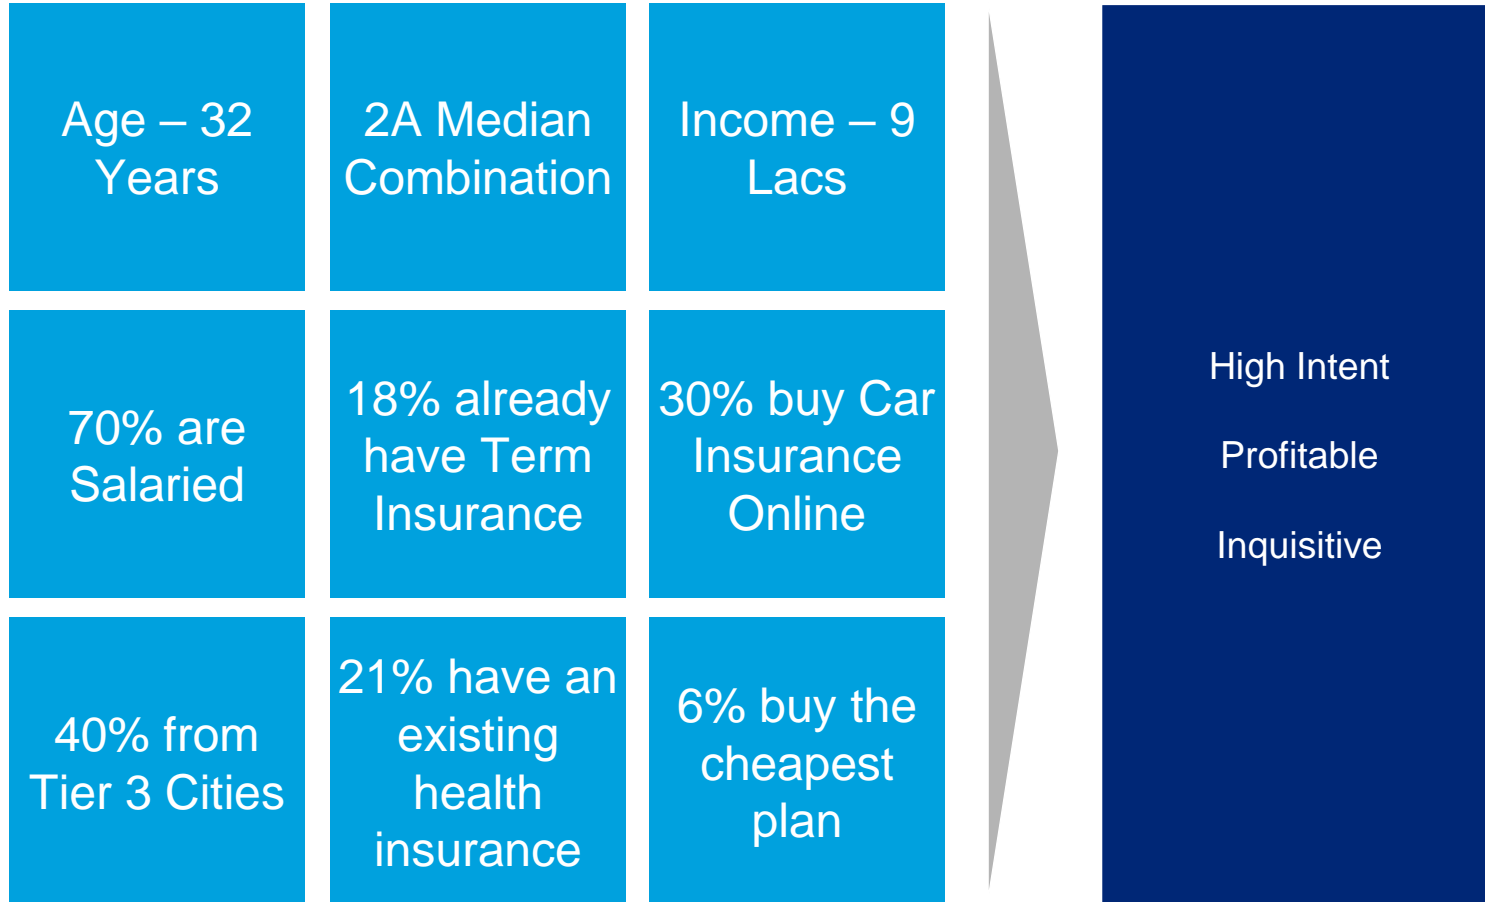 Age – 32
Years
2A Median
Combination
Income – 9
Lacs
70% are
Salaried
18% already
have Term
Insurance
30% buy Car
Insurance
Online
40% from
Tier 3 Cities
21% have an
existing
health
insurance
6% buy the
cheapest
plan
High Intent
Profitable
Inquisitive